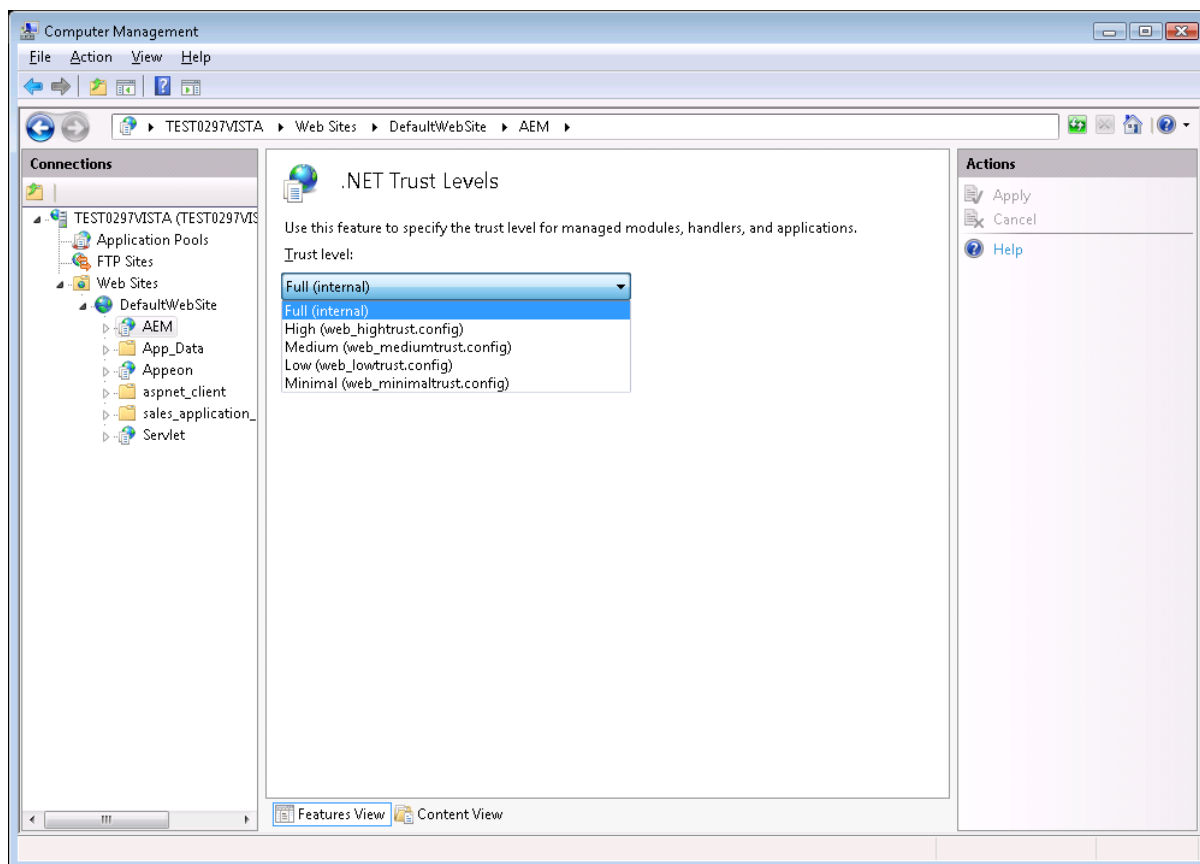 Computer Management
File Action View Help
TEST0297VISTA Web Sites DefaultWebSite AEM
Connections
TEST0297VISTA (TEST0297VIS
Application Pools
FTP Sites
Web Sites
DefaultWebSite
AEM
App_Data
Appeon
aspnet_client
sales_application_
Servlet
.NET Trust Levels
Use this feature to specify the trust level for managed modules, handlers, and applications.
Trust level:
Full (internal)
Full (internal)
High (web_hightrust.config)
Medium (web_mediumtrust.config)
Low (web_lowtrust.config)
Minimal (web_minimaltrust.config)
Features View Content View
Actions
Apply
Cancel
Help